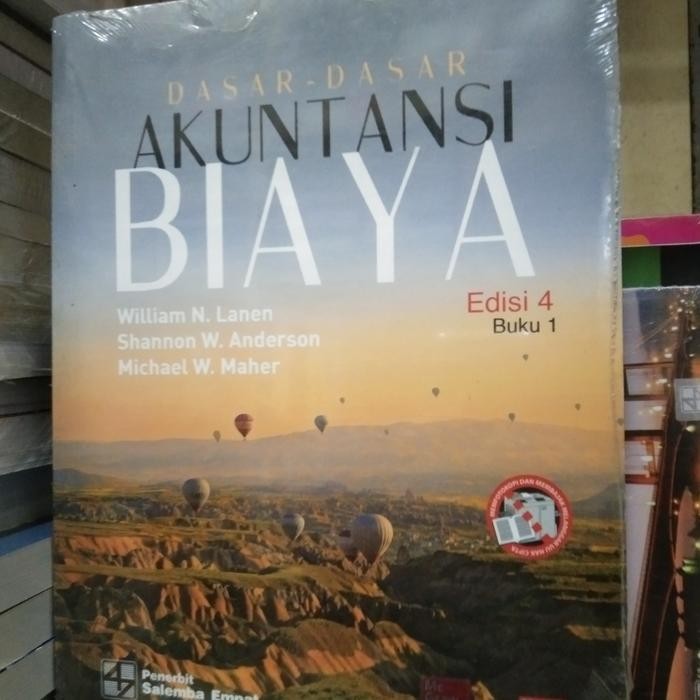 DASAR-DASAR
AKUNTANSI
BIAYA
William N. Lanen
Shannon W. Anderson
Michael W. Maher
Edisi 4
Buku 1
Penerbit
Salemba Empat